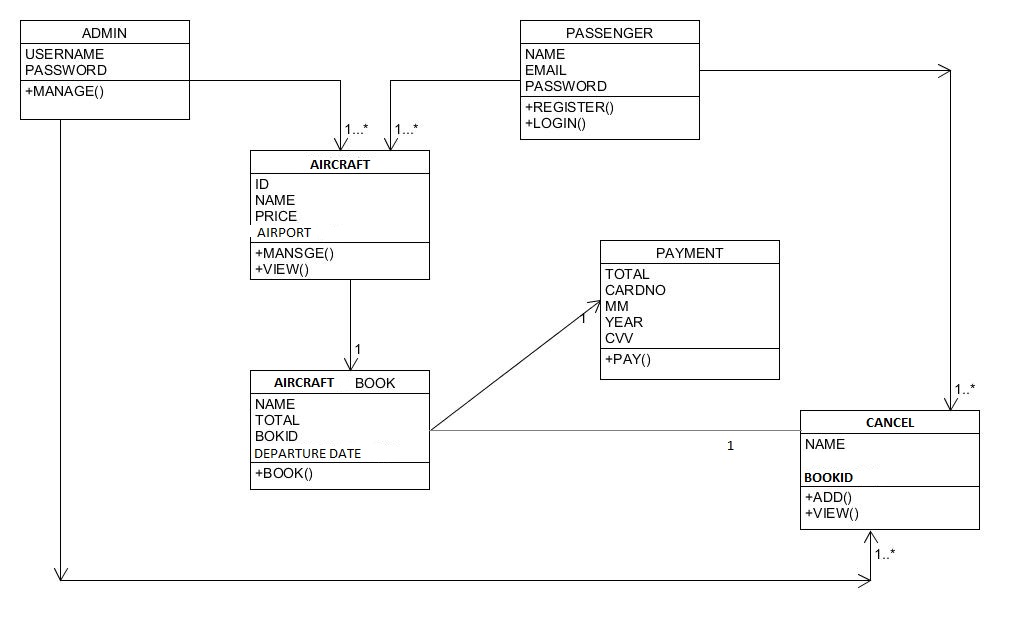 ADMIN
USERNAME
PASSWORD
+MANAGE()
PASSENGER
NAME
EMAIL
PASSWORD
+REGISTER()
+LOGIN()
1...*
1...*
AIRCRAFT
ID
NAME
PRICE
AIRPORT
+MANSGE()
+VIEW()
PAYMENT
TOTAL
CARDNO
MM
YEAR
CVV
+PAY()
1
1
AIRCRAFT BOOK
NAME
TOTAL
BOKID
DEPARTURE DATE
+BOOK()
1
1..*
CANCEL
NAME
BOOKID
+ADD()
+VIEW()
1..*